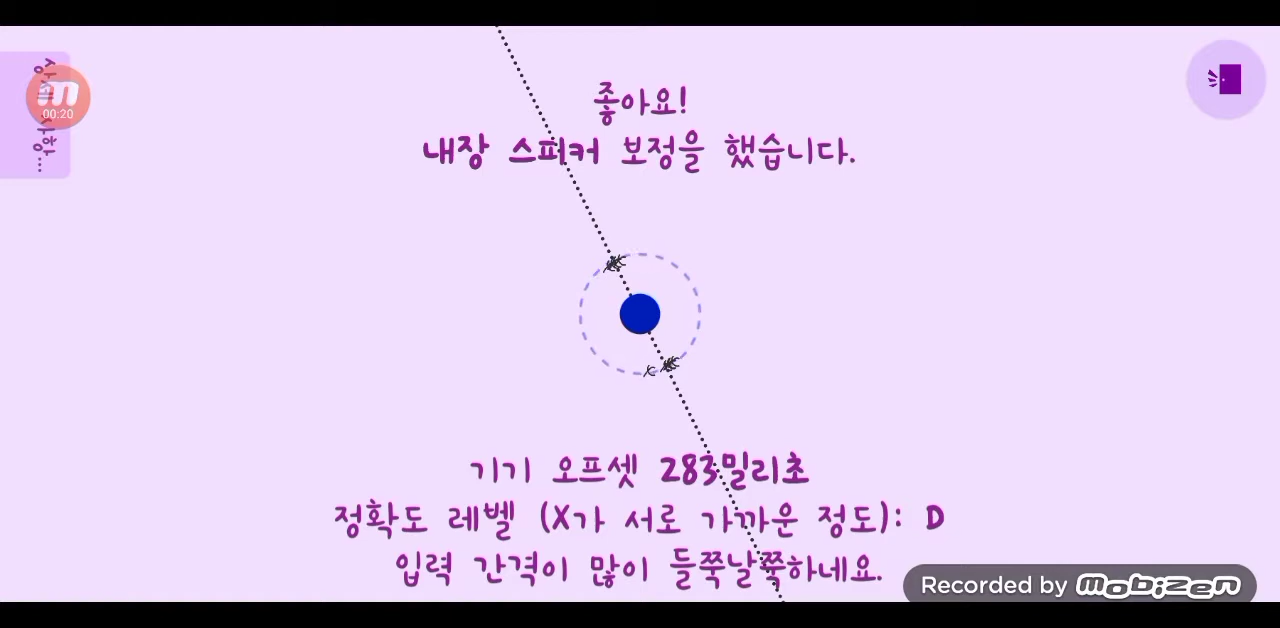 좋아요!
내장 스피커 보정을 했습니다.
00:20
기기 오프셋 283밀리초
정확도 레벨 (X가 서로 가까운 정도): D
입력 간격이 많이 들쭉날쭉하네요.
Recorded by mobizen